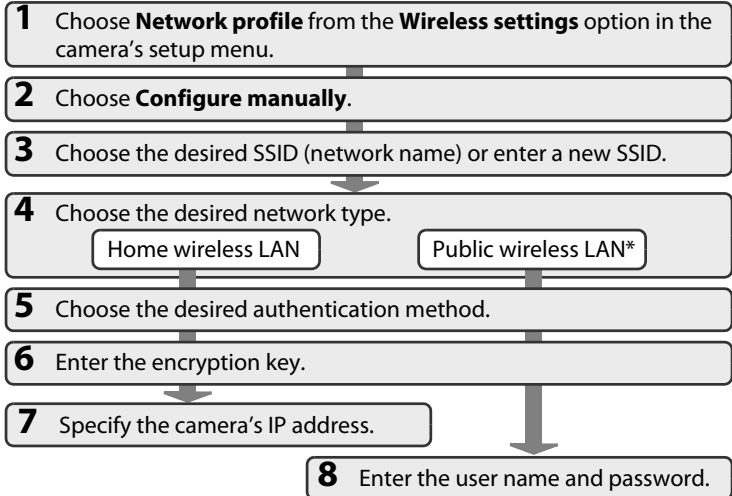 1 Choose Network profile from the Wireless settings option in the
camera's setup menu.
2 Choose Configure manually.
3 Choose the desired SSID (network name) or enter a new SSID.
4 Choose the desired network type.
Home wireless LAN
Public wireless LAN*
5 Choose the desired authentication method.
6 Enter the encryption key.
7 Specify the camera's IP address.
8 Enter the user name and password.